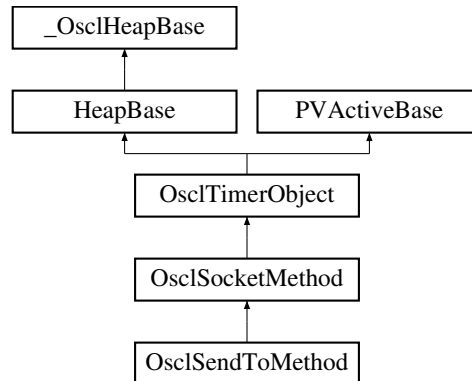 _OsclHeapBase
HeapBase
PVActiveBase
OsclTimerObject
OsclSocketMethod
OsclSendToMethod